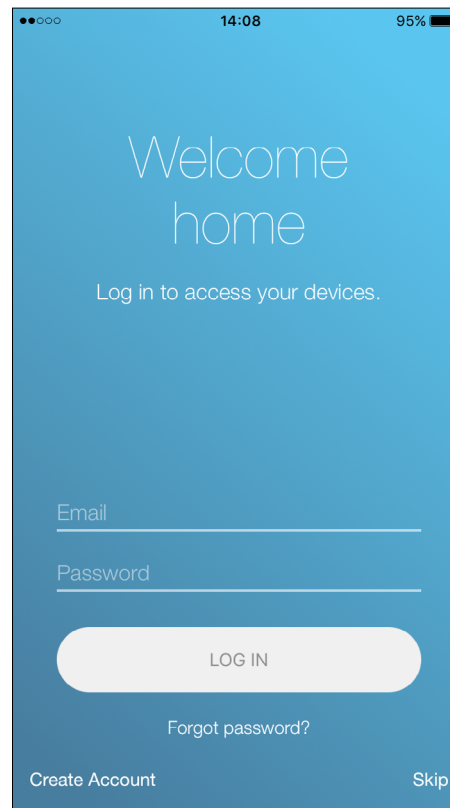 14:08
95%
Welcome
home
Log in to access your devices.
Email
Password
LOG IN
Forgot password?
Create Account
Skip